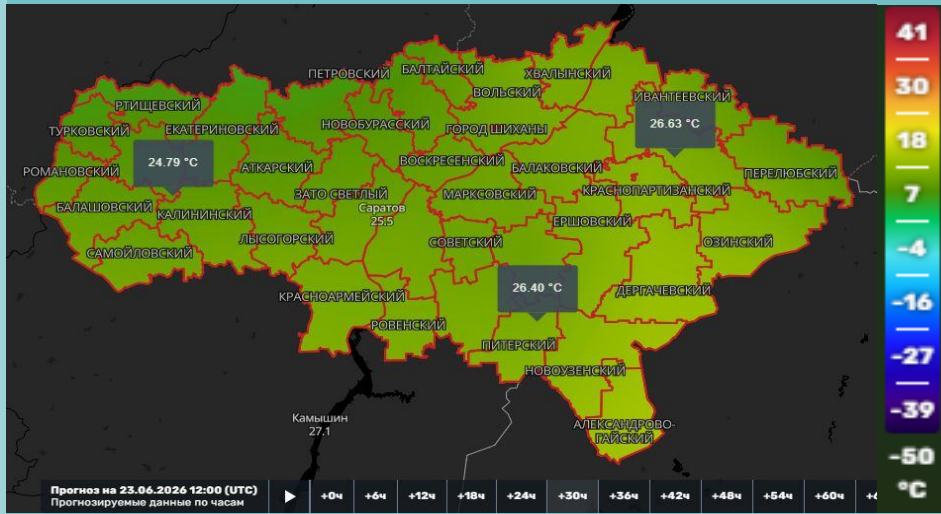 ПЕТРОВСКИЙ
БАЛТАЙСКИЙ
ХВАЛЫНСКИЙ
ВОЛЬСКИЙ
ИВАНТЕЕВСКИЙ
РТИЩЕВСКИЙ
ТУРКОВСКИЙ
ЕКАТЕРИНОВСКИЙ
НОВОБУРАССКИЙ
ГОРОД ШИХАНЫ
26.63 °C
24.79 °C
РОМАНОВСКИЙ
АТКАРСКИЙ
ВОСКРЕСЕНСКИЙ
БАЛАКОВСКИЙ
ПЕРЕЛЮБСКИЙ
ЗАТО СВЕТЛЫЙ
МАРКСОВСКИЙ
КРАСНОПАРТИЗАНСКИЙ
БАЛАШОВСКИЙ
КАЛИНИНСКИЙ
Саратов
25.5
ЕРШОВСКИЙ
ЛЫСОГОРСКИЙ
СОВЕТСКИЙ
ОЗИНСКИЙ
САМОЙЛОВСКИЙ
26.40 °C
ДЕРГАЧЕВСКИЙ
КРАСНОАРМЕЙСКИЙ
РОВЕНСКИЙ
ПИТЕРСКИЙ
НОВОУЗЕНСКИЙ
Камышин
27.1
АЛЕКСАНДРОВО-
ГАЙСКИЙ
Прогноз на 23.06.2026 12:00 (UTC)
Прогнозируемые данные по часам
+0ч +6ч +12ч +18ч +24ч +30ч +36ч +42ч +48ч +54ч +60ч
41
30
18
7
-4
-16
-27
-39
-50
°C